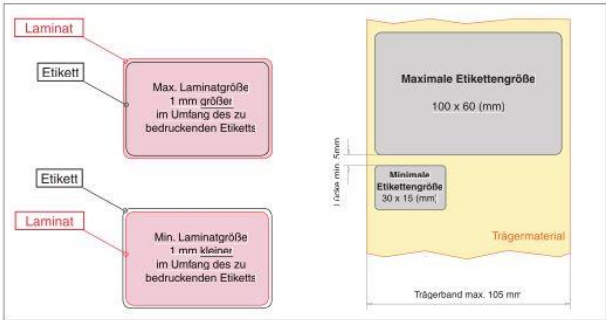 Laminat
Etikett
Max. Laminatgröße
1 mm größer
im Umfang des zu
bedruckenden Etiketts
Etikett
Laminat
Min. Laminatgröße
1 mm kleiner
im Umfang des zu
bedruckenden Etiketts
Maximale Etikettengröße
100 x 60 (mm)
Lücke min. 5mm
Minimale
Etikettengröße
30 x 15 (mm)
Trägermaterial
Trägerband max. 105 mm